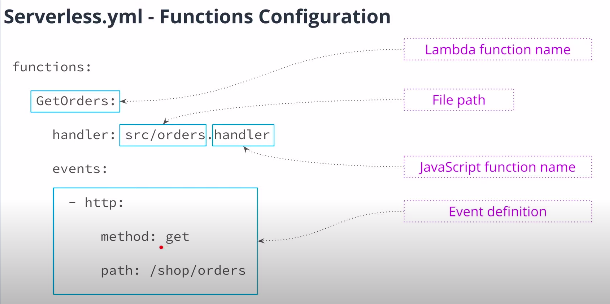 Serverless.yml - Functions Configuration
Lambda function name
functions:
GetOrders:
File path
handler: src/orders.handler
events:
JavaScript function name
- http:
Event definition
method: get
path: /shop/orders